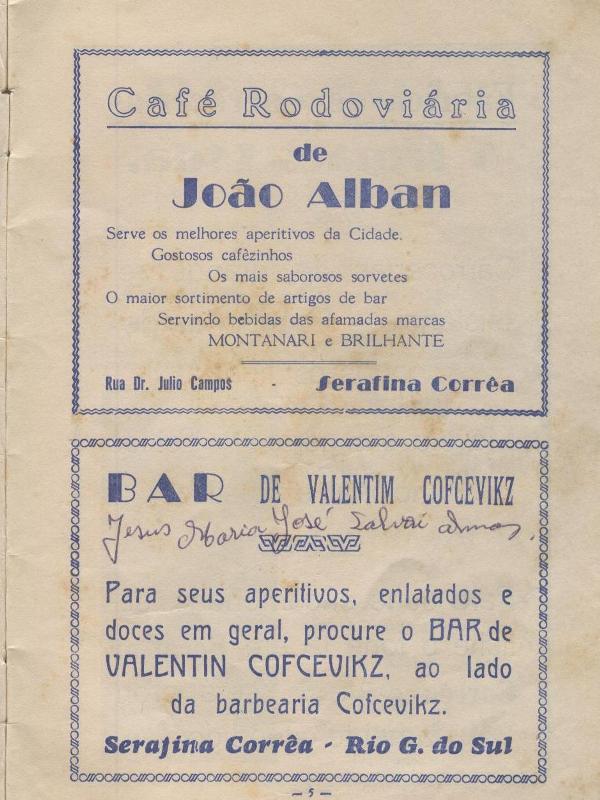 Café Rodoviária
de
João Alban
Serve os melhores aperitivos da Cidade.
Gostosos cafêzinhos
Os mais saborosos sorvetes
O maior sortimento de artigos de bar
Servindo bebidas das afamadas marcas
MONTANARI e BRILHANTE
Rua Dr. Julio Campos - Serafina Corrêa
BAR DE VALENTIM COFCEVIKZ
Jesus Maria José Salvai almas.
Para seus aperitivos, enlatados e
doces em geral, procure o BAR de
VALENTIN COFCEVIKZ, ao lado
da barbearia Cofcevikz.
Serafina Corrêa - Rio G. do Sul
— 5 —